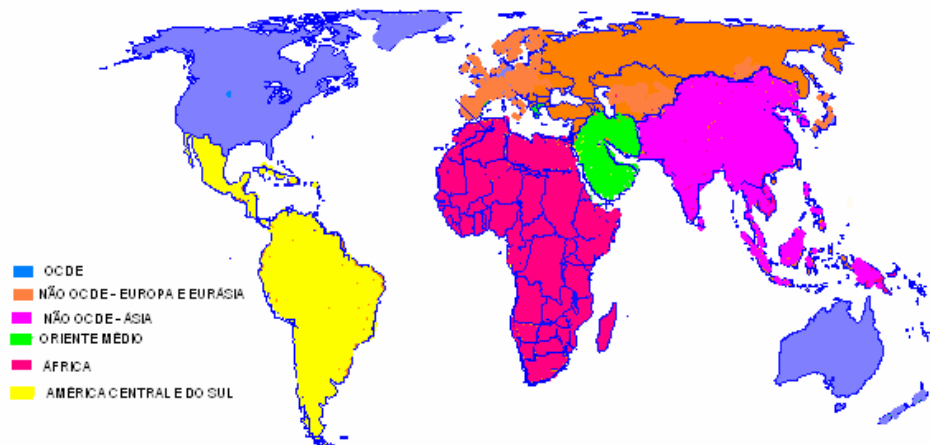 OCDE
NÃO OCDE - EUROPA E EURÁSIA
NÃO OCDE - ÁSIA
ORIENTE MÉDIO
ÁFRICA
AMÉRICA CENTRAL E DO SUL